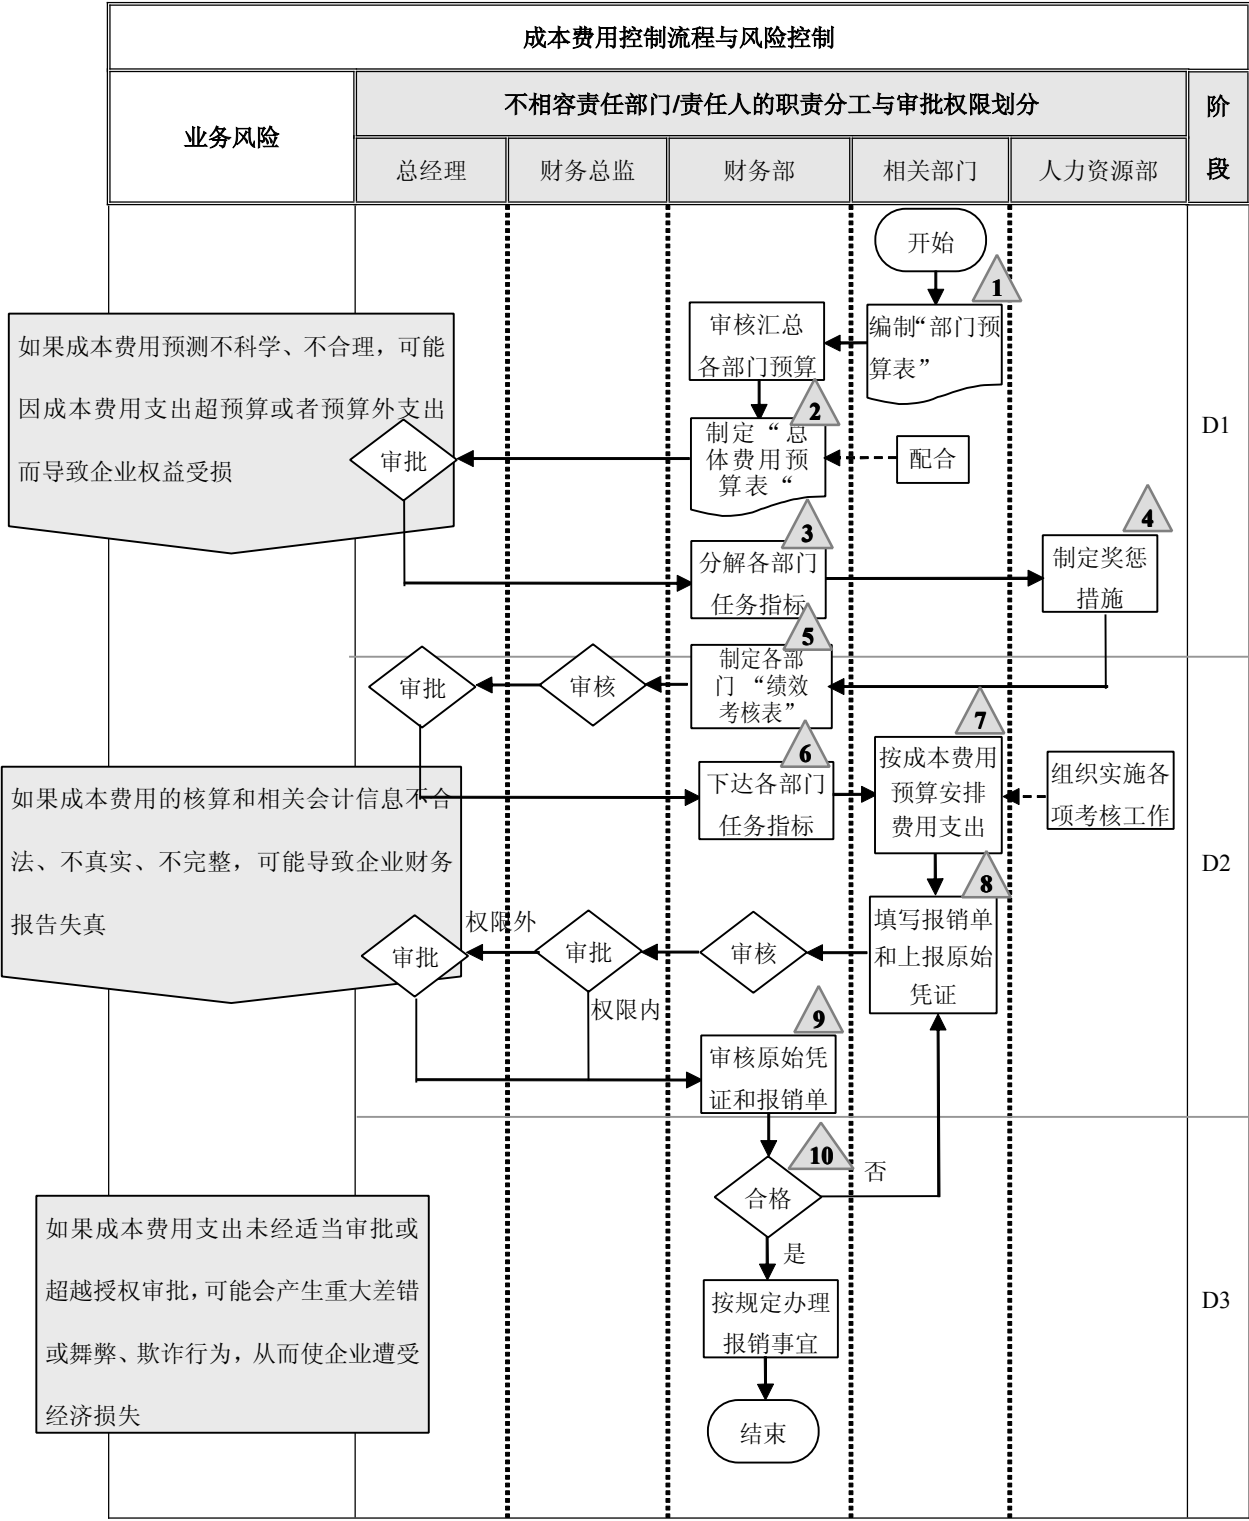 成本费用控制流程与风险控制
不相容责任部门/责任人的职责分工与审批权限划分
阶
段
业务风险
总经理
财务总监
财务部
相关部门
人力资源部
开始
1
编制“部门预
算表”
审核汇总
各部门预算
如果成本费用预测不科学、不合理，可能
因成本费用支出超预算或者预算外支出
而导致企业权益受损
2
制定“总
体费用预
算表“
配合
审批
D1
3
分解各部门
任务指标
4
制定奖惩
措施
5
制定各部
门 “绩效
考核表”
审核
审批
6
下达各部门
任务指标
7
按成本费用
预算安排
费用支出
组织实施各
项考核工作
如果成本费用的核算和相关会计信息不合
法、不真实、不完整，可能导致企业财务
报告失真
D2
8
填写报销单
和上报原始
凭证
审核
审批
权限外
审批
权限内
9
审核原始凭
证和报销单
10
合格
否
是
如果成本费用支出未经适当审批或
超越授权审批，可能会产生重大差错
或舞弊、欺诈行为，从而使企业遭受
经济损失
按规定办理
报销事宜
D3
结束